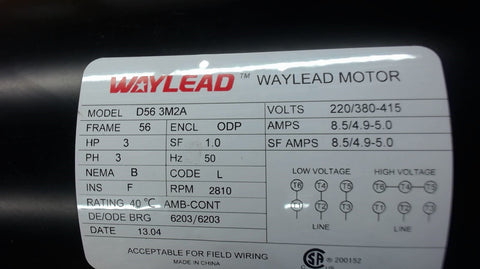 WAYLEAD ™ WAYLEAD MOTOR
MODEL D56 3M2A
VOLTS 220/380-415
FRAME 56 ENCL ODP
AMPS 8.5/4.9-5.0
HP 3 SF 1.0
SF AMPS 8.5/4.9-5.0
PH 3 Hz 50
NEMA B CODE L
LOW VOLTAGE HIGH VOLTAGE
INS F RPM 2810
T6 T4 T5 T6 T4 T5
RATING 40°C AMB-CONT
T1 T2 T3 T1 T2 T3
DE/ODE BRG 6203/6203
LINE LINE
DATE 13.04
ACCEPTABLE FOR FIELD WIRING
MADE IN CHINA
SA ® 200152